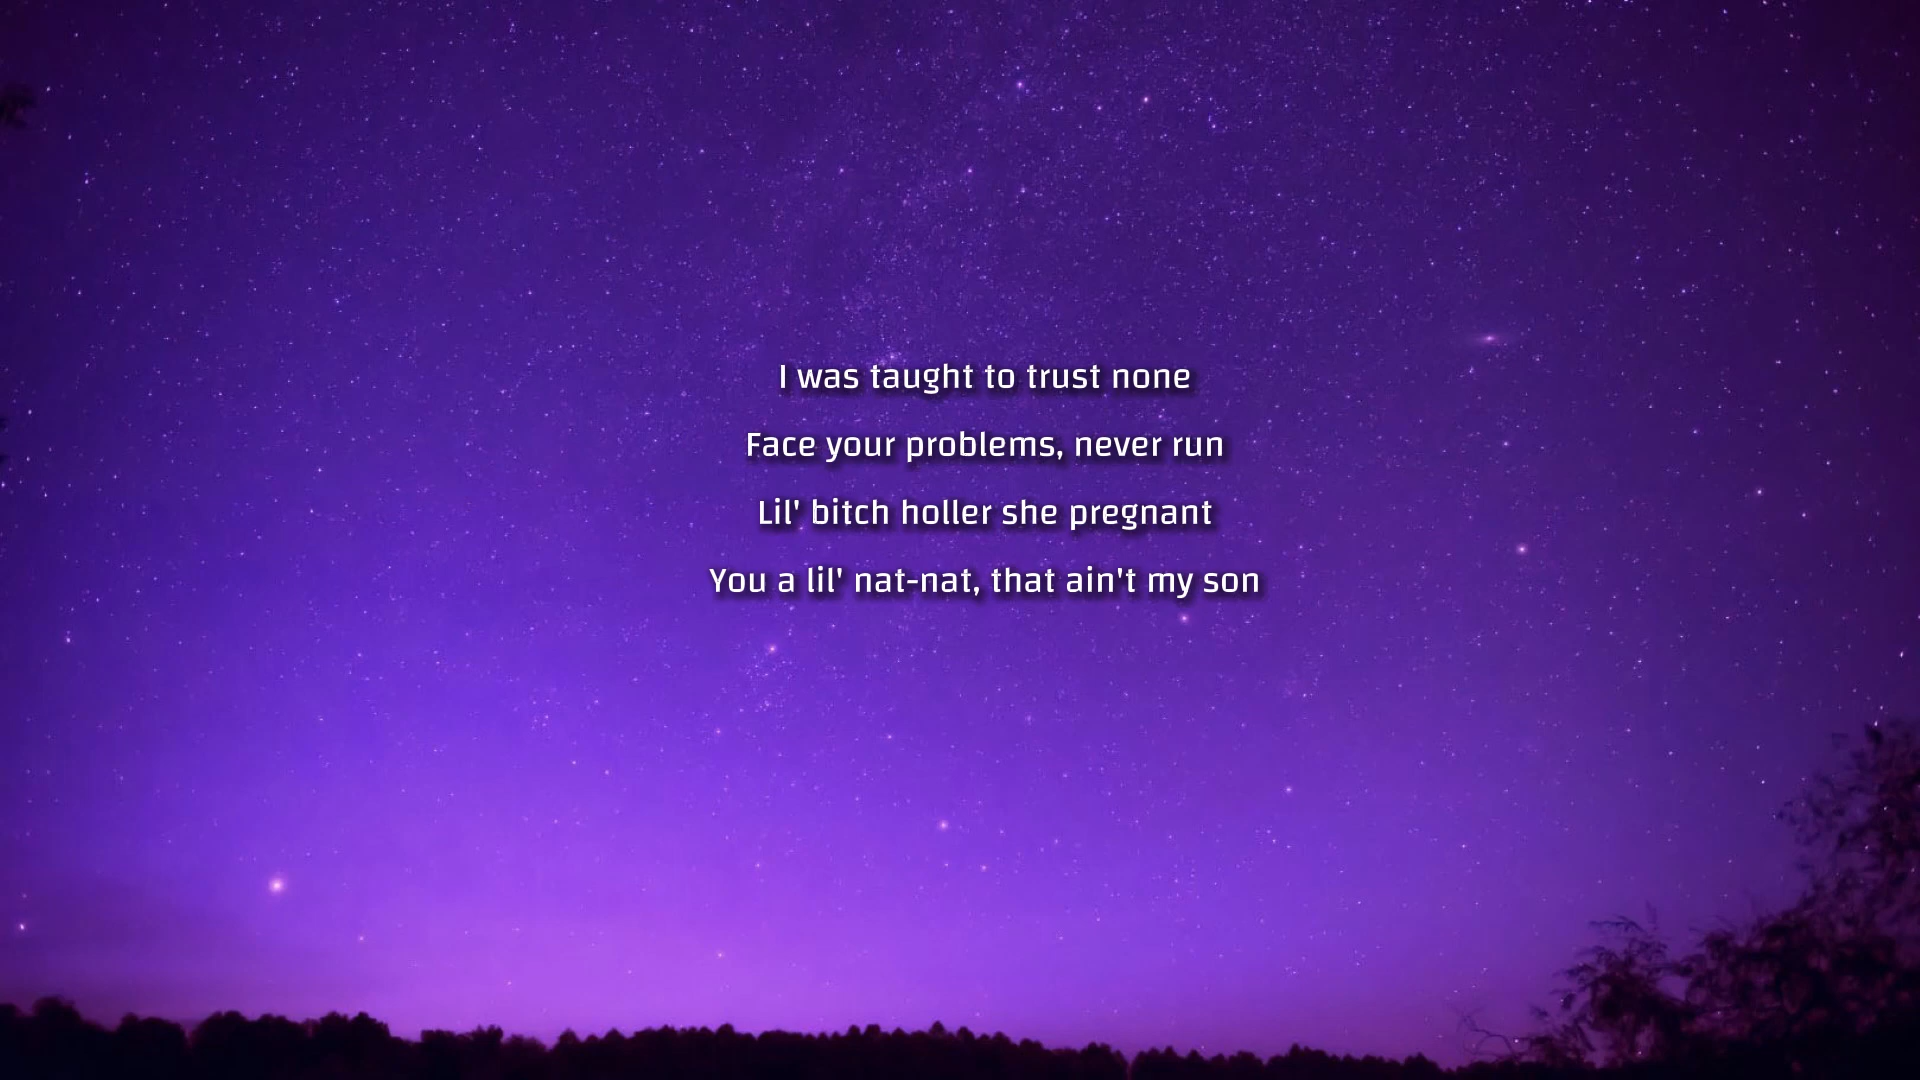 I was taught to trust none
Face your problems, never run
Lil' bitch holler she pregnant
You a lil' nat-nat, that ain't my son